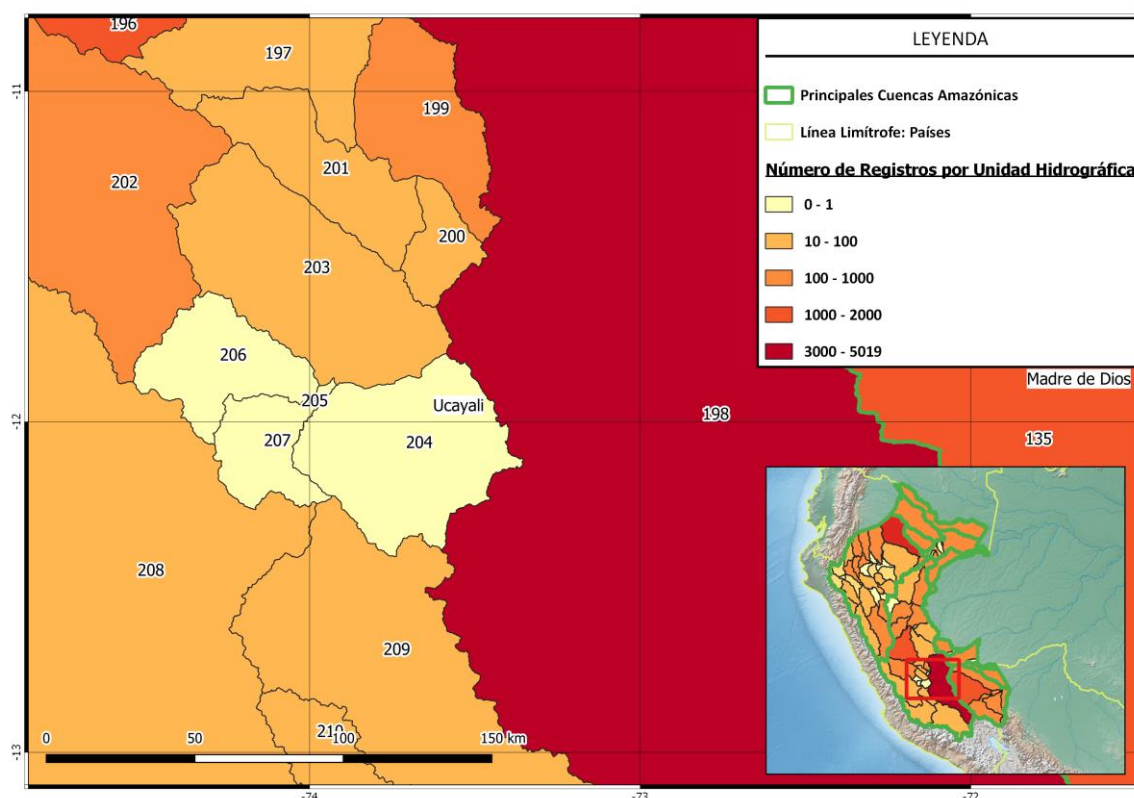 196
197
-11
199
202
201
200
203
206
205
Ucayali
-12
207
204
198
208
209
210
0 50 100 150 km
-13
-74
-73
-72
LEYENDA
Principales Cuencas Amazónicas
Línea Limítrofe: Países
Número de Registros por Unidad Hidrográfica
0 - 1
10 - 100
100 - 1000
1000 - 2000
3000 - 5019
Madre de Dios
135